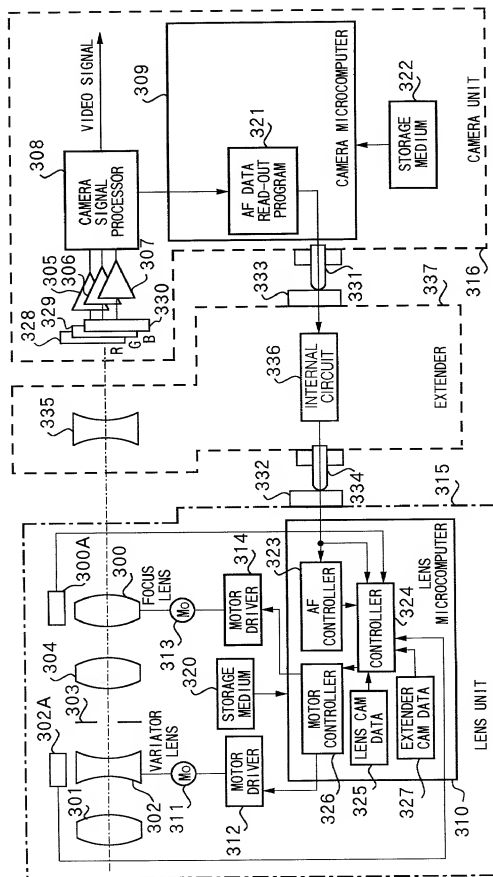 302A
300A
301
303
304
300
335
328
329
305
306
308
R
G
B
330
307
CAMERA
SIGNAL
PROCESSOR
VIDEO SIGNAL
VARIATOR
LENS
302
FOCUS
LENS
Mo
311
Mo
313
320
314
MOTOR
DRIVER
312
STORAGE
MEDIUM
MOTOR
DRIVER
309
321
AF DATA
READ-OUT
PROGRAM
323
332
334
336
INTERNAL
CIRCUIT
333
331
MOTOR
CONTROLLER
326
AF
CONTROLLER
CONTROLLER
324
LENS
MICROCOMPUTER
CAMERA MICROCOMPUTER
322
STORAGE
MEDIUM
LENS CAM
DATA
325
EXTENDER
CAM DATA
327
310
LENS UNIT
315
EXTENDER
337
316
CAMERA UNIT